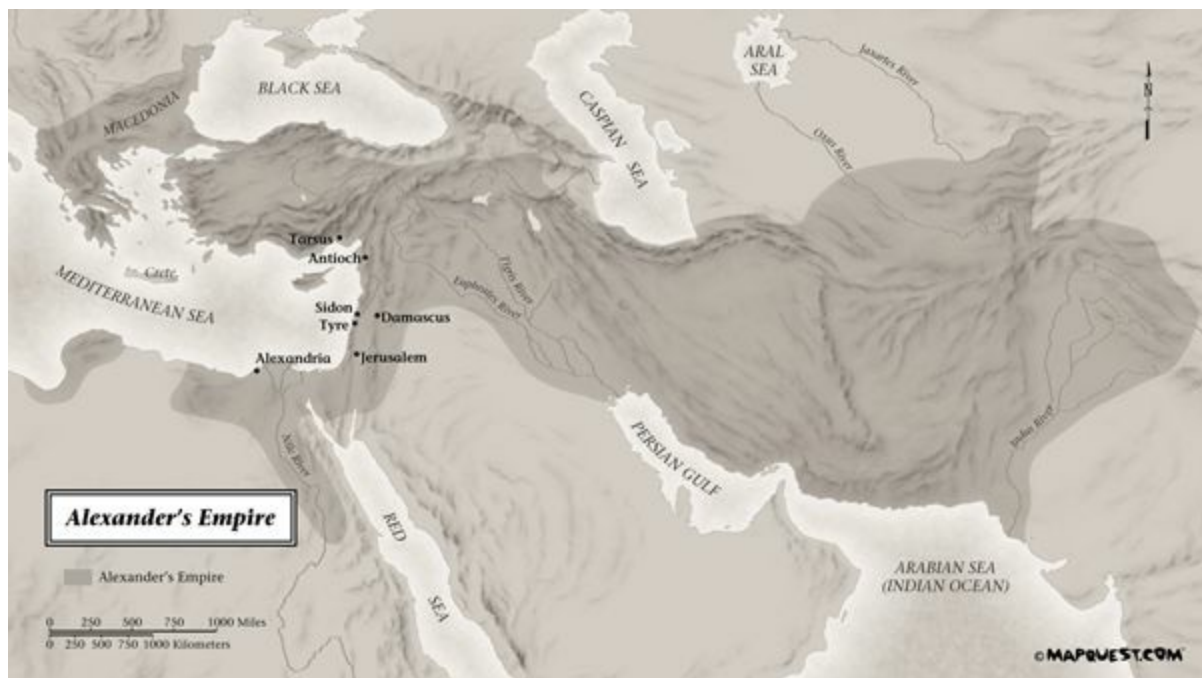 BLACK SEA
MACEDONIA
CASPIAN SEA
ARAL
SEA
Jaxartes River
Oxus River
N
Tarsus
Antioch
Crete
MEDITERRANEAN SEA
Sidon
Tyre
Damascus
Jerusalem
Alexandria
Euphrates River
Tigris River
Nile River
PERSIAN GULF
Indus River
RED SEA
ARABIAN SEA
(INDIAN OCEAN)
Alexander's Empire
Alexander's Empire
0 250 500 750 1000 Miles
0 250 500 750 1000 Kilometers
©MAPQUEST.COM